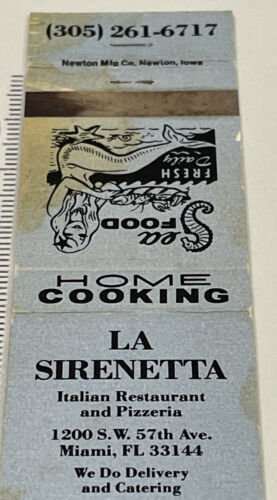 (305) 261-6717
Newton Mfg Co, Newton, Iowa
FRESH
Daily
Sea
FOOD
HOME
COOKING
LA
SIRENETTA
Italian Restaurant
and Pizzeria
1200 S.W. 57th Ave.
Miami, FL 33144
We Do Delivery
and Catering